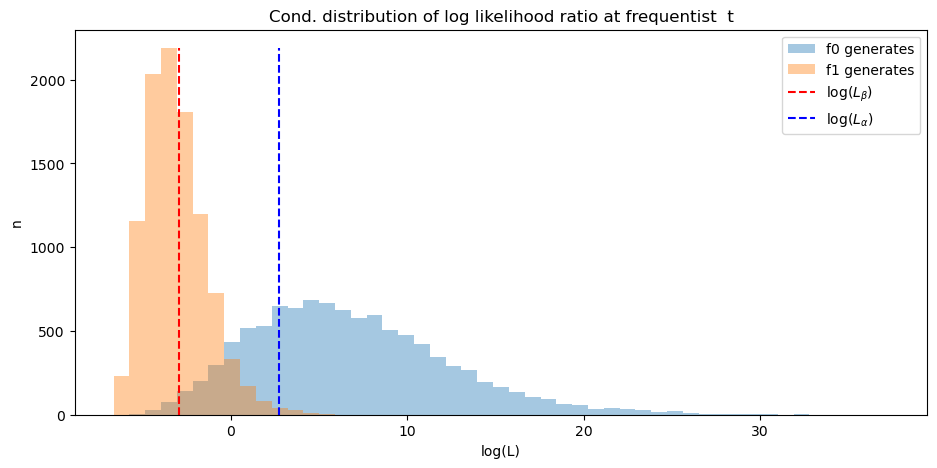 Cond. distribution of log likelihood ratio at frequentist  t
f0 generates
f1 generates
log(L_β)
log(L_α)
2000
1500
1000
500
0
n
0 10 20 30
log(L)